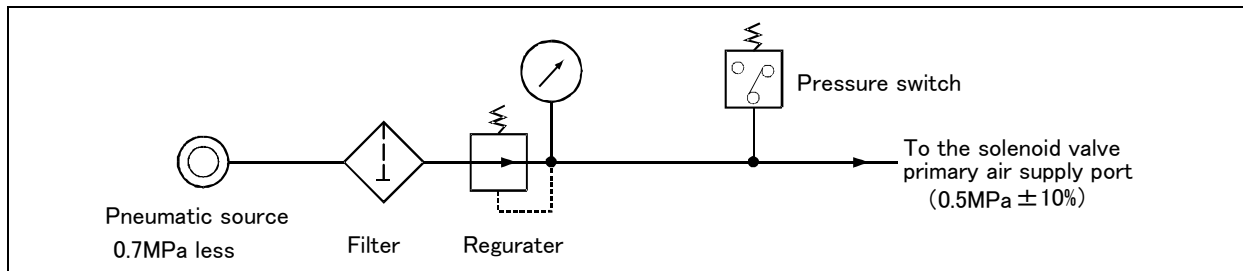 Pressure switch
To the solenoid valve
primary air supply port
(0.5MPa ±10%)
Pneumatic source
0.7MPa less
Filter
Regurater